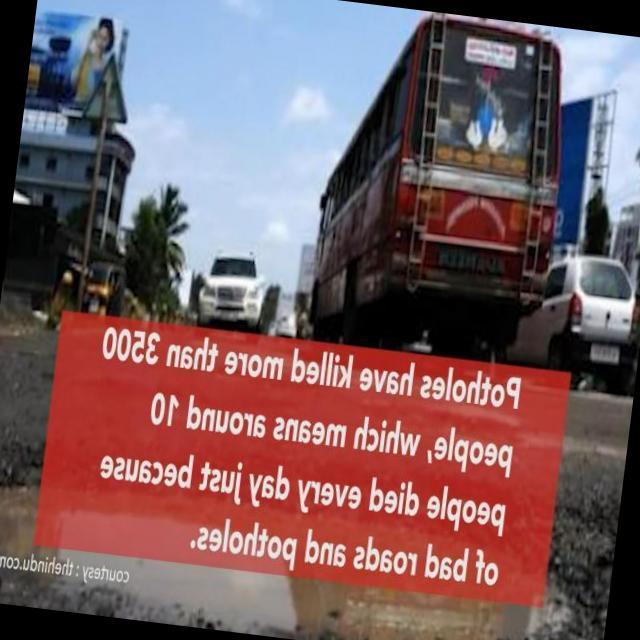 Potholes have killed more than 3500
people, which means around 10
people died every day just because
of bad roads and potholes.
courtesy : thehindu.com